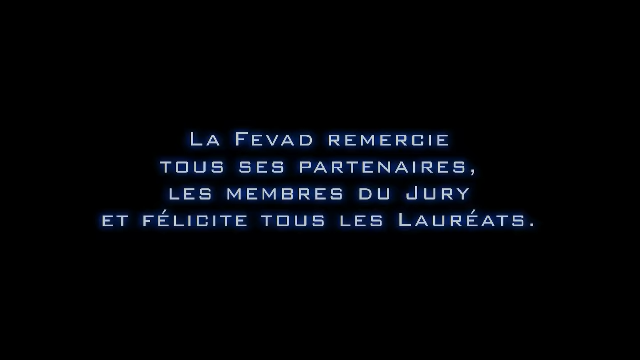 La Fevad remercie
tous ses partenaires,
les membres du Jury
et félicite tous les Lauréats.